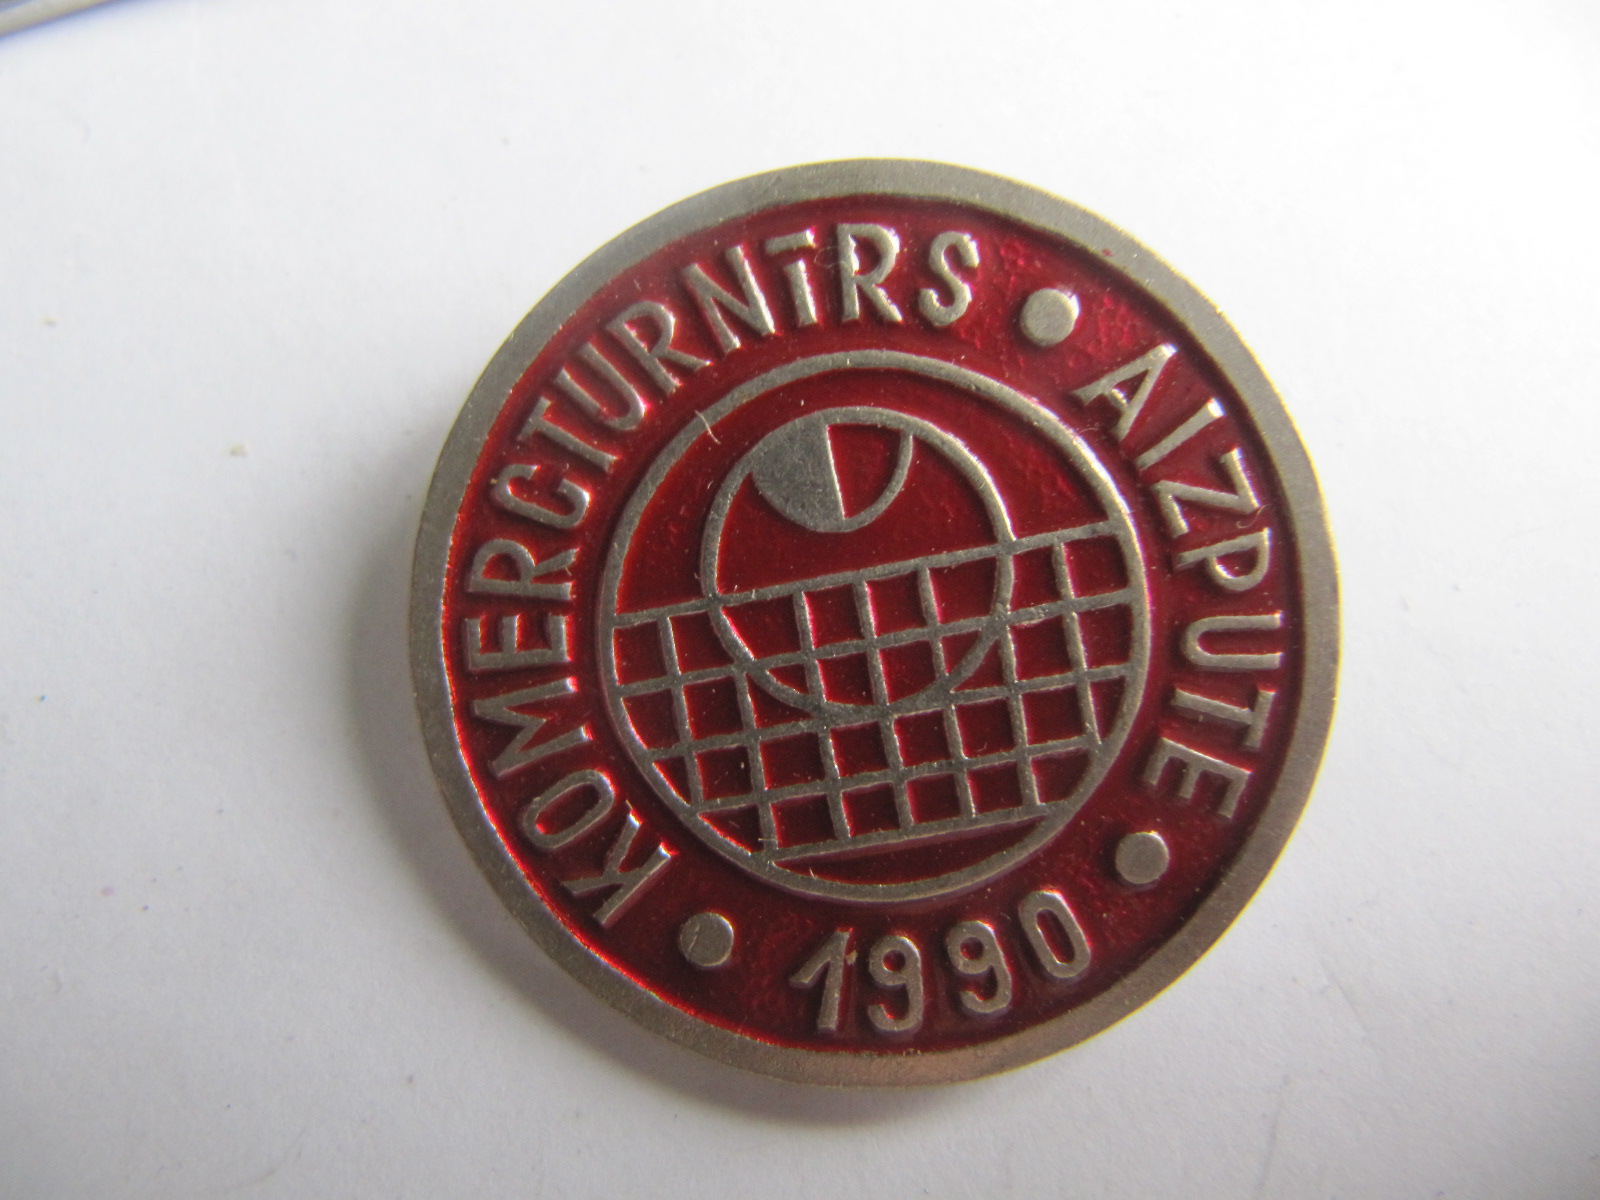 KOMERCTURNĪRS • AIZPUTE • 1990